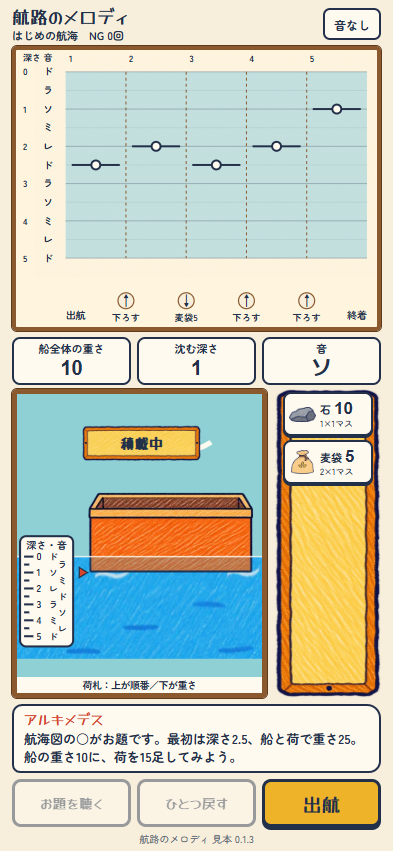 航路のメロディ
はじめの航海 NG 0回
音なし
深さ 音 1 2 3 4 5
0 ド
ラ
1 ソ
ミ
2 レ
ド
3 ラ
ソ
4 ミ
レ
5 ド
出航 下ろす 麦袋5 下ろす 下ろす 終着
船全体の重さ
10
沈む深さ
1
音
ソ
積載中
石 10
1×1マス
麦袋 5
2×1マス
深さ・音
0 ド
ラ
1 ソ
ミ
2 レ
ド
3 ラ
ソ
4 ミ
レ
5 ド
荷札：上が順番／下が重さ
アルキメデス
航海図の○がお題です。最初は深さ2.5、船と荷で重さ25。
船の重さ10に、荷を15足してみよう。
お題を聴く
ひとつ戻す
出航
航路のメロディ 見本 0.1.3